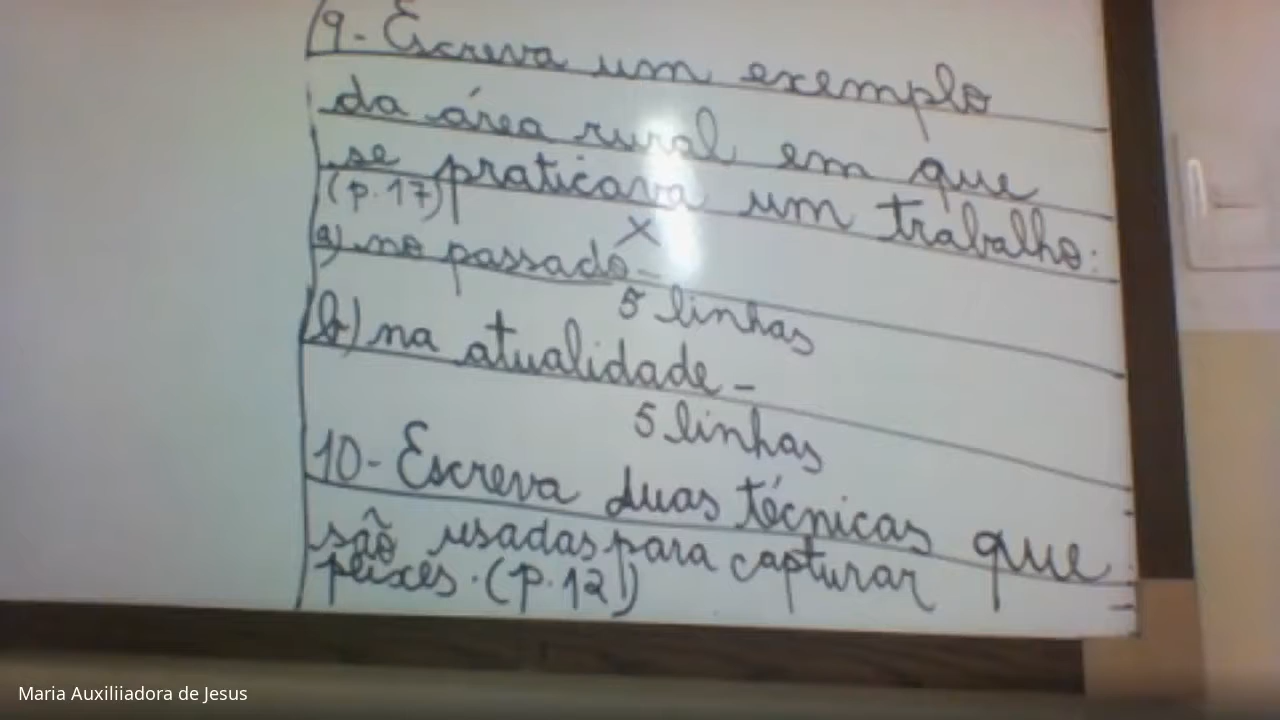 9- Escreva um exemplo
da área rural em que
se praticava um trabalho:
(p.17)
x
a) no passado-
5 linhas
b) na atualidade-
5 linhas
10- Escreva duas técnicas que
são usadas para capturar
peixes. (p.12)
Maria Auxiliiadora de Jesus